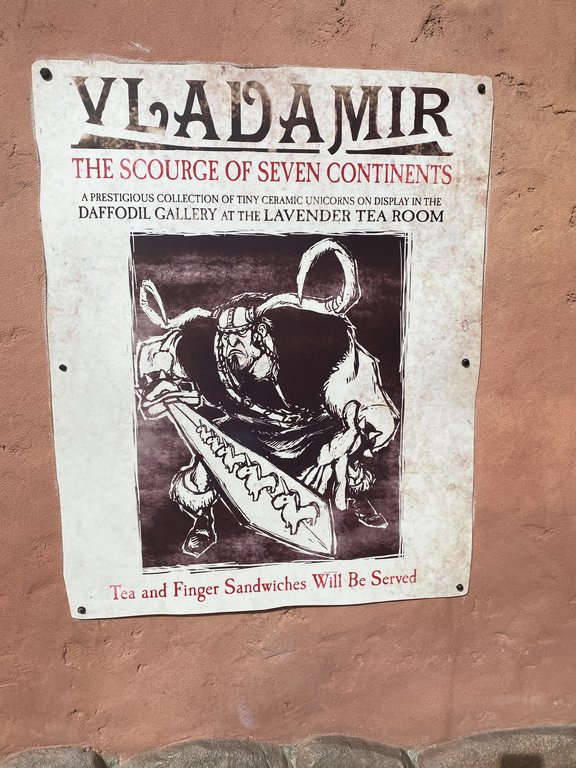 VLADAMIR
THE SCOURGE OF SEVEN CONTINENTS
A PRESTIGIOUS COLLECTION OF TINY CERAMIC UNICORNS ON DISPLAY IN THE
DAFFODIL GALLERY AT THE LAVENDER TEA ROOM
Tea and Finger Sandwiches Will Be Served